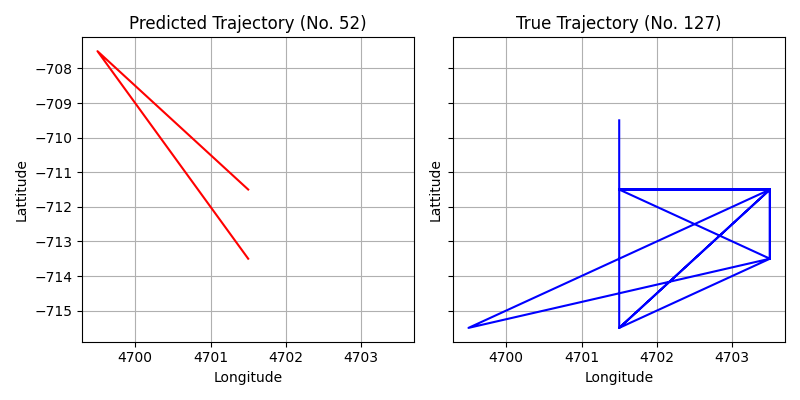 Predicted Trajectory (No. 52)
Lattitude
−708
−709
−710
−711
−712
−713
−714
−715
4700 4701 4702 4703
Longitude
True Trajectory (No. 127)
Lattitude
4700 4701 4702 4703
Longitude